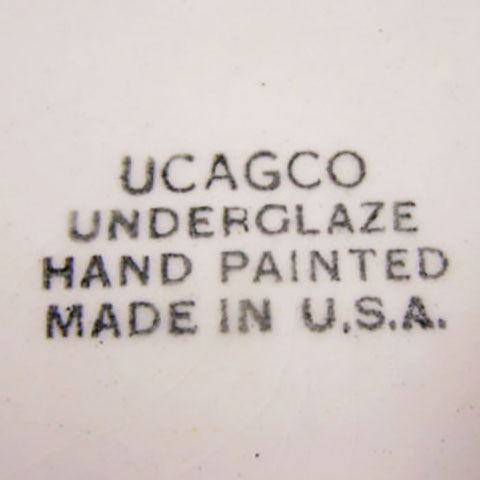 UCAGCO
UNDERGLAZE
HAND PAINTED
MADE IN U.S.A.